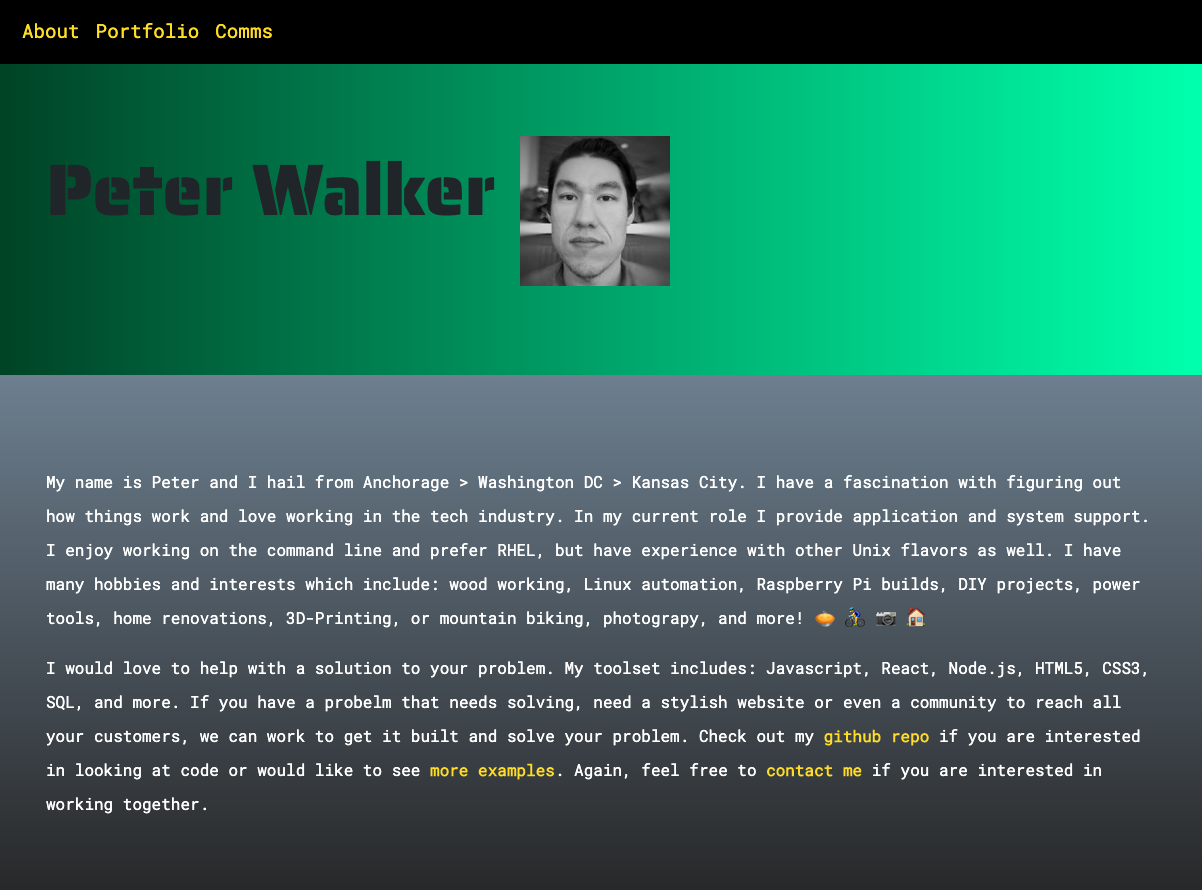 About Portfolio Comms
Peter Walker
My name is Peter and I hail from Anchorage > Washington DC > Kansas City. I have a fascination with figuring out
how things work and love working in the tech industry. In my current role I provide application and system support.
I enjoy working on the command line and prefer RHEL, but have experience with other Unix flavors as well. I have
many hobbies and interests which include: wood working, Linux automation, Raspberry Pi builds, DIY projects, power
tools, home renovations, 3D-Printing, or mountain biking, photograpy, and more! 🥧 🚴 📷 🏠
I would love to help with a solution to your problem. My toolset includes: Javascript, React, Node.js, HTML5, CSS3,
SQL, and more. If you have a probelm that needs solving, need a stylish website or even a community to reach all
your customers, we can work to get it built and solve your problem. Check out my github repo if you are interested
in looking at code or would like to see more examples. Again, feel free to contact me if you are interested in
working together.